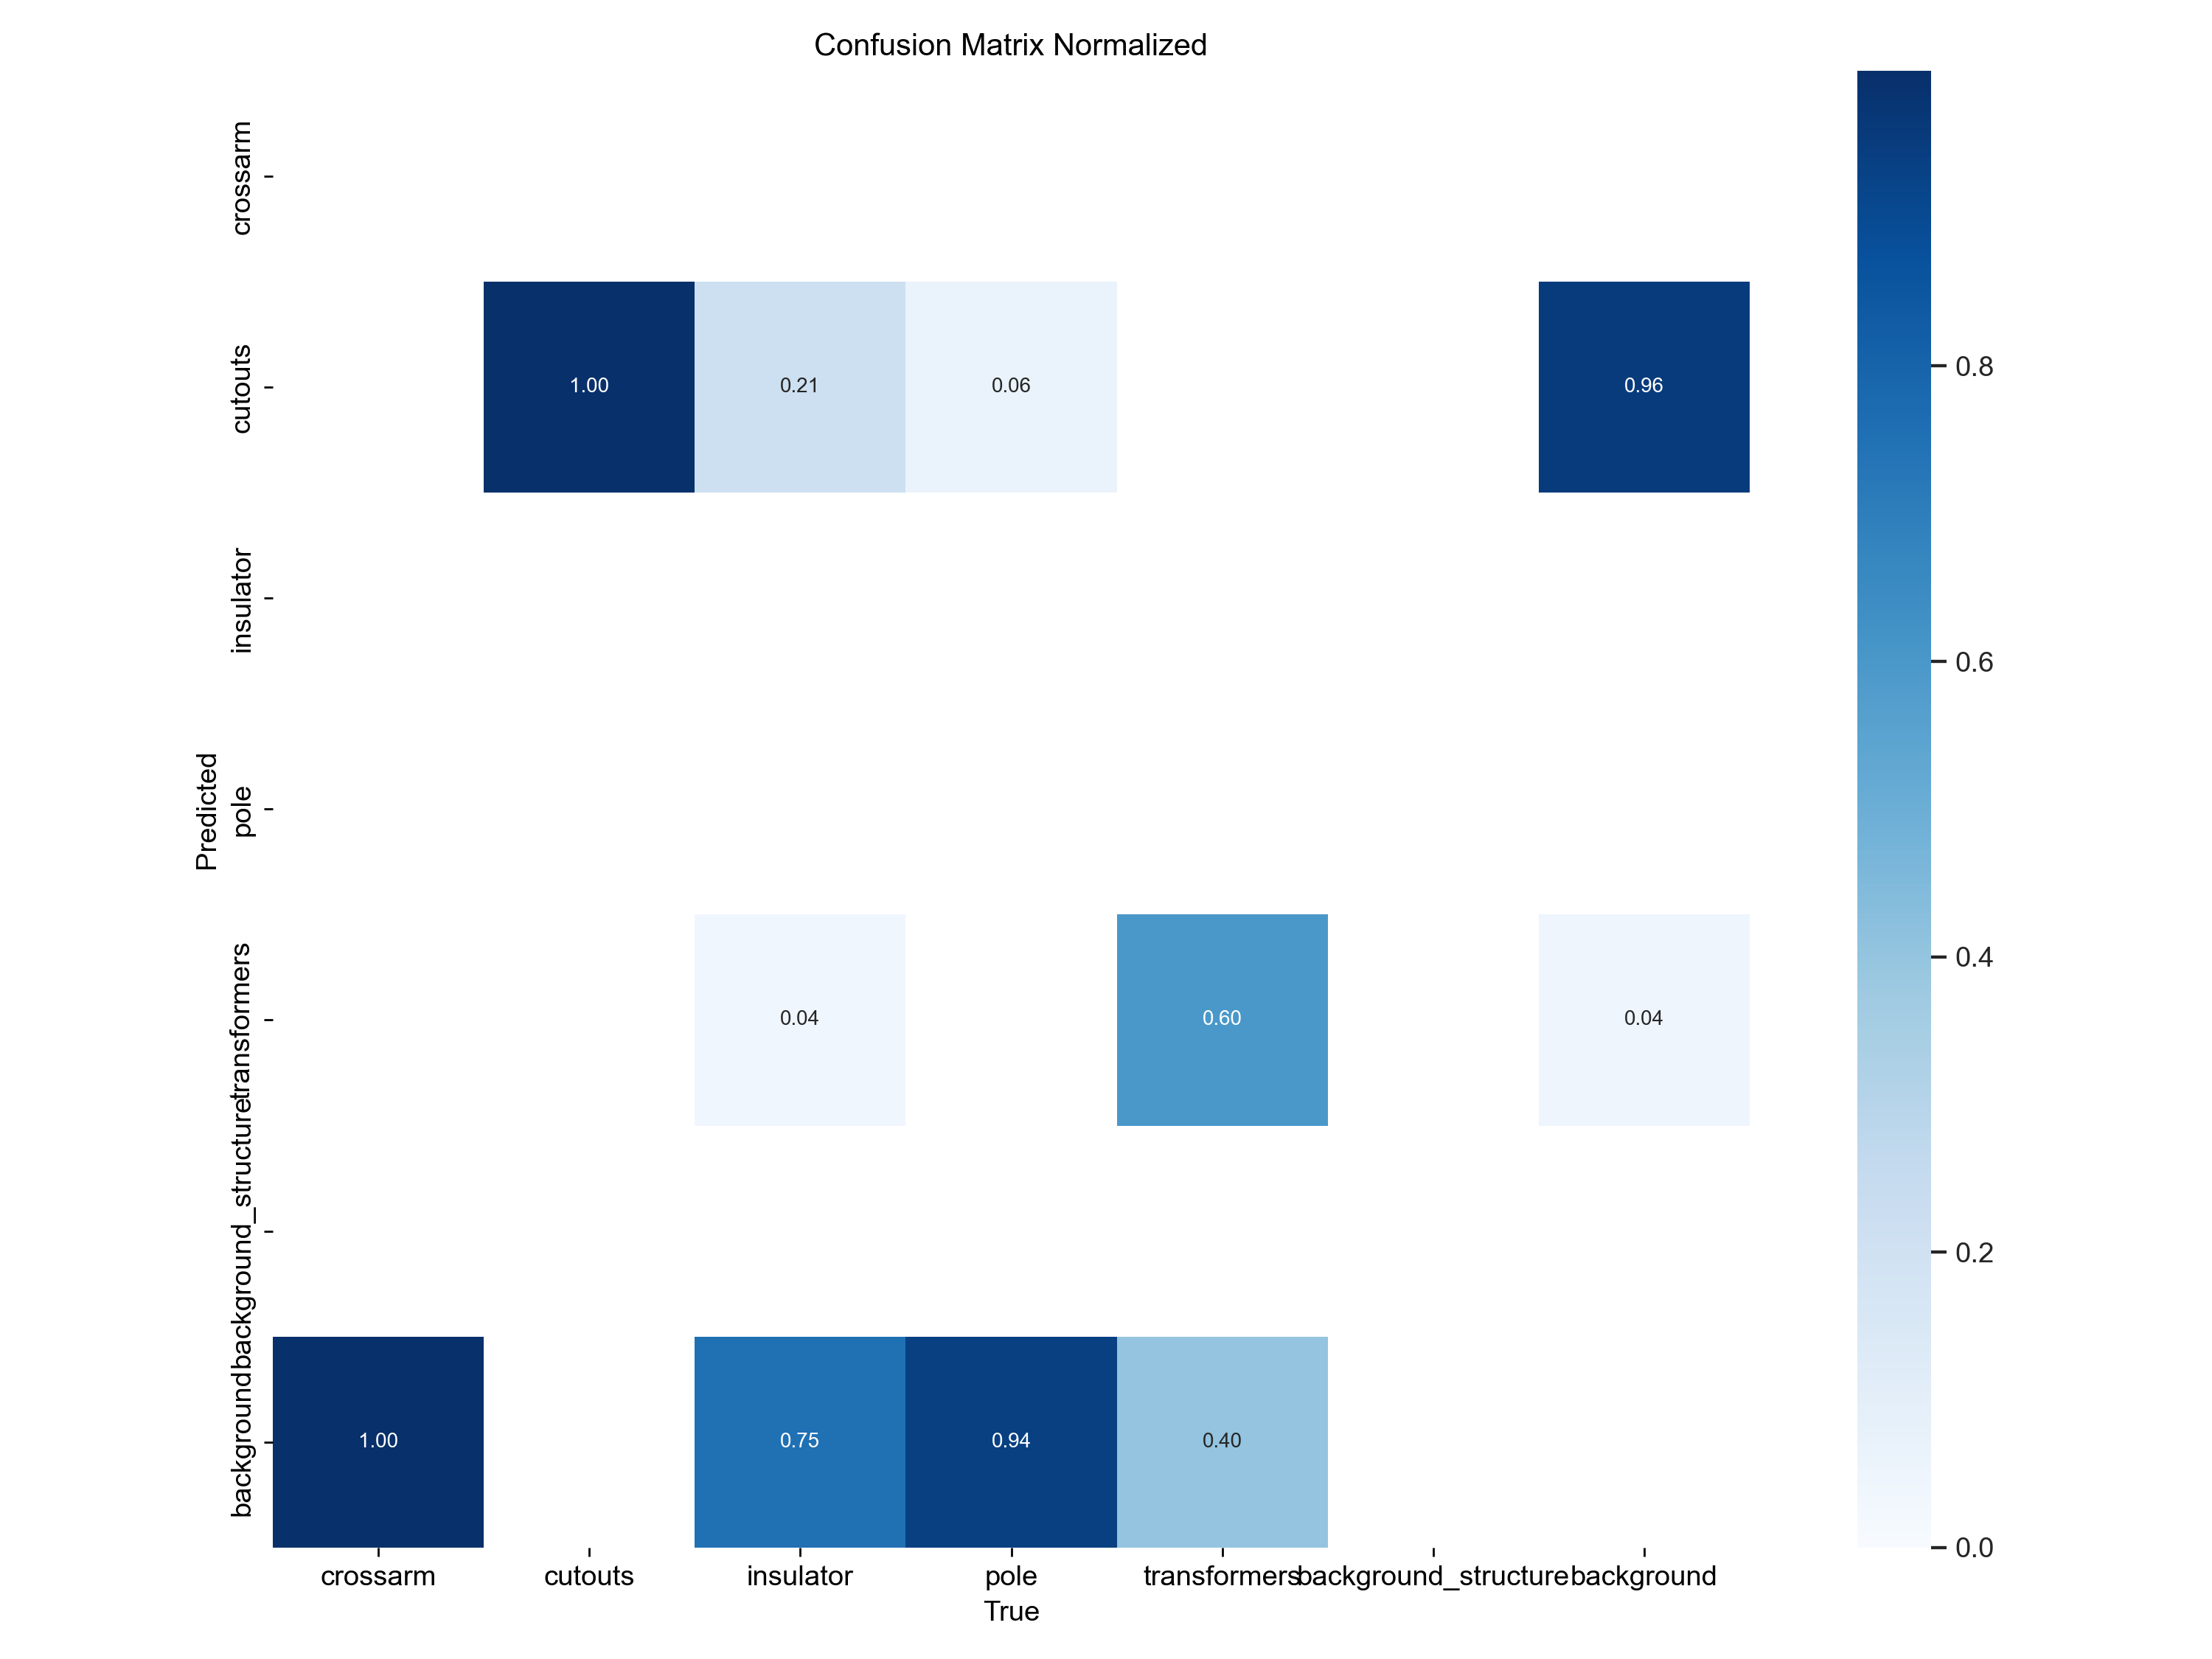 Confusion Matrix Normalized
crossarm
cutouts
1.00 0.21 0.06 0.96
insulator
pole
Predicted
transformers
0.04 0.60 0.04
background_structure
background
1.00 0.75 0.94 0.40
crossarm cutouts insulator pole transformers background_structure background
True
0.8
0.6
0.4
0.2
0.0